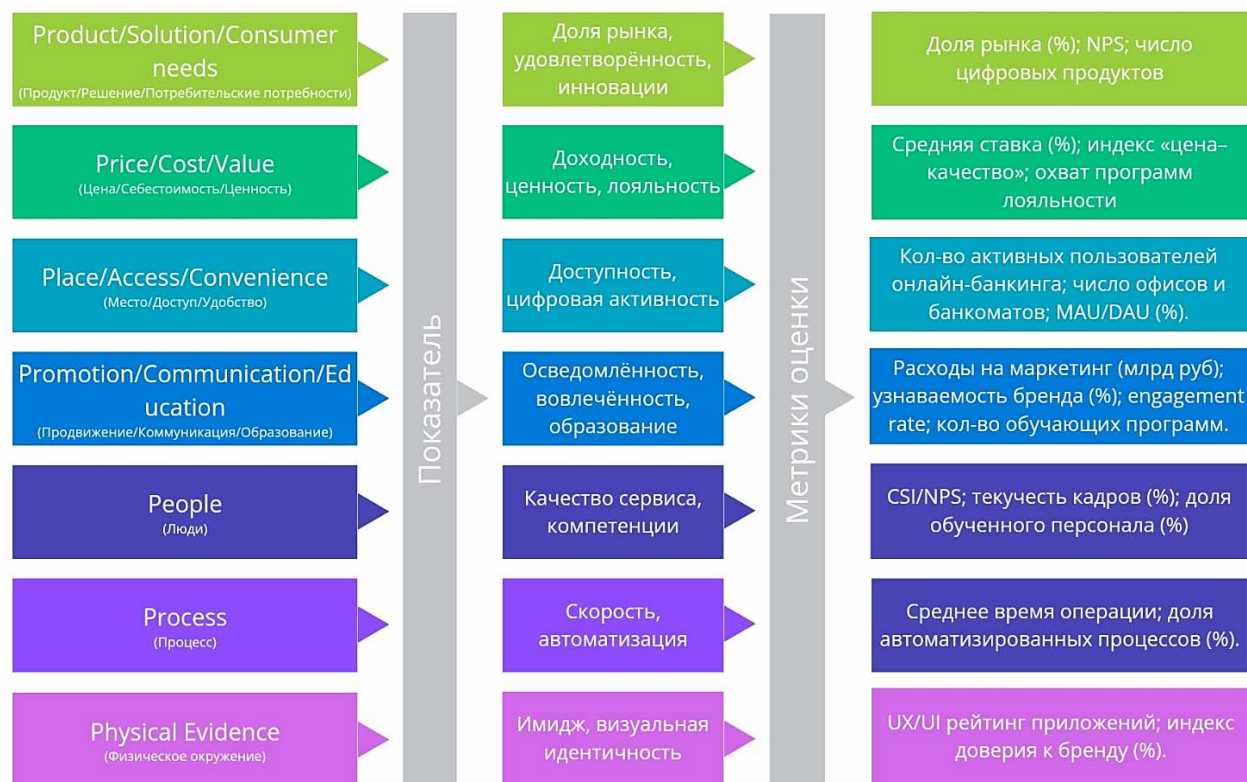 Product/Solution/Consumer
needs
(Продукт/Решение/Потребительские потребности)
Доля рынка,
удовлетворённость,
инновации
Доля рынка (%); NPS; число
цифровых продуктов
Price/Cost/Value
(Цена/Себестоимость/Ценность)
Доходность,
ценность, лояльность
Средняя ставка (%); индекс «цена–
качество»; охват программ
лояльности
Place/Access/Convenience
(Место/Доступ/Удобство)
Доступность,
цифровая активность
Кол-во активных пользователей
онлайн-банкинга; число офисов и
банкоматов; MAU/DAU (%).
Promotion/Communication/Ed
ucation
(Продвижение/Коммуникация/Образование)
Осведомлённость,
вовлечённость,
образование
Расходы на маркетинг (млрд руб);
узнаваемость бренда (%); engagement
rate; кол-во обучающих программ.
People
(Люди)
Качество сервиса,
компетенции
CSI/NPS; текучесть кадров (%); доля
обученного персонала (%)
Process
(Процесс)
Скорость,
автоматизация
Среднее время операции; доля
автоматизированных процессов (%).
Physical Evidence
(Физическое окружение)
Имидж, визуальная
идентичность
UX/UI рейтинг приложений; индекс
доверия к бренду (%).
Показатель
Метрики оценки